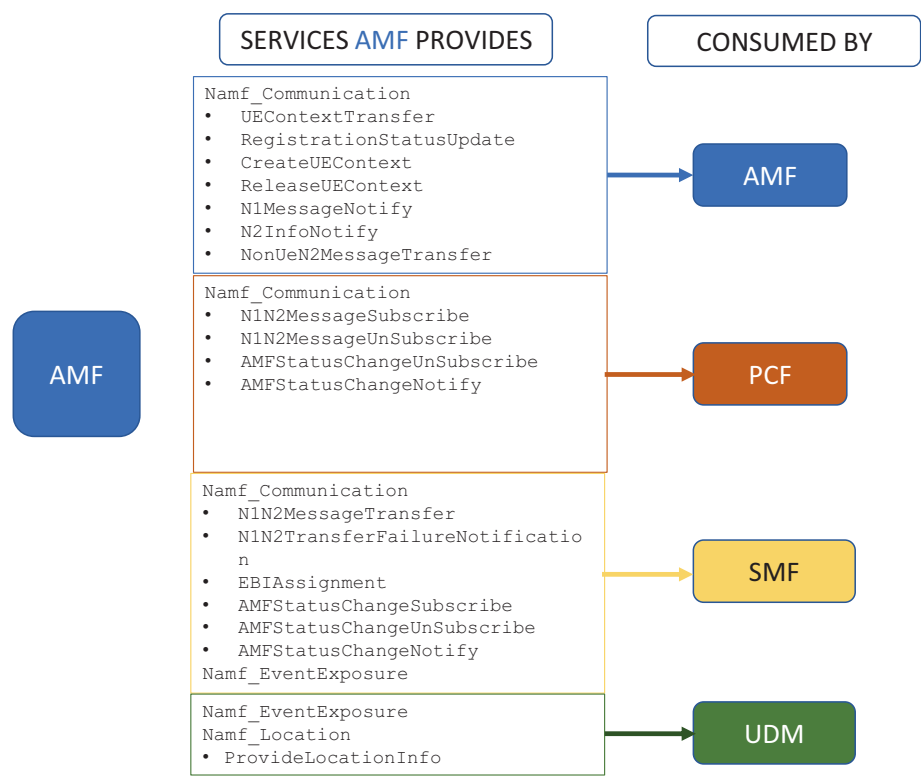 SERVICES AMF PROVIDES
CONSUMED BY
AMF
Namf_Communication
• UEContextTransfer
• RegistrationStatusUpdate
• CreateUEContext
• ReleaseUEContext
• N1MessageNotify
• N2InfoNotify
• NonUeN2MessageTransfer
AMF
Namf_Communication
• N1N2MessageSubscribe
• N1N2MessageUnSubscribe
• AMFStatusChangeUnSubscribe
• AMFStatusChangeNotify
PCF
Namf_Communication
• N1N2MessageTransfer
• N1N2TransferFailureNotificatio
n
• EBIAssignment
• AMFStatusChangeSubscribe
• AMFStatusChangeUnSubscribe
• AMFStatusChangeNotify
Namf_EventExposure
SMF
Namf_EventExposure
Namf_Location
• ProvideLocationInfo
UDM